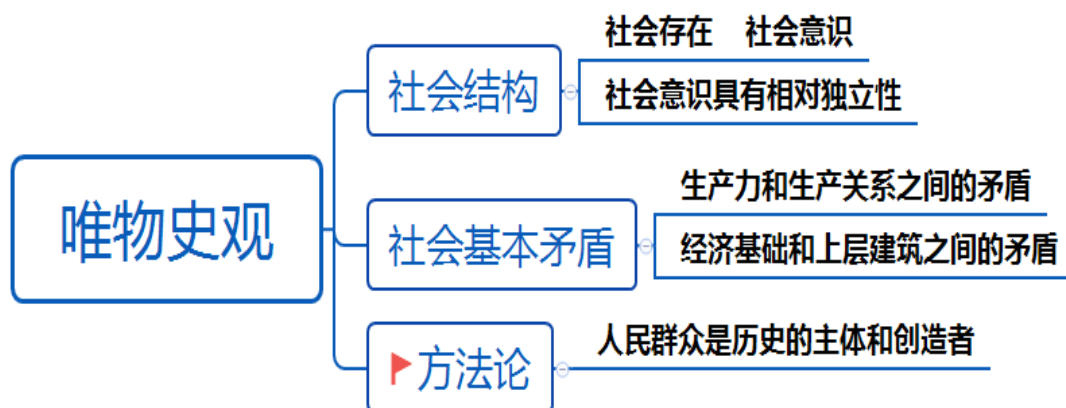 唯物史观
社会结构
社会存在 社会意识
社会意识具有相对独立性
社会基本矛盾
生产力和生产关系之间的矛盾
经济基础和上层建筑之间的矛盾
方法论
人民群众是历史的主体和创造者